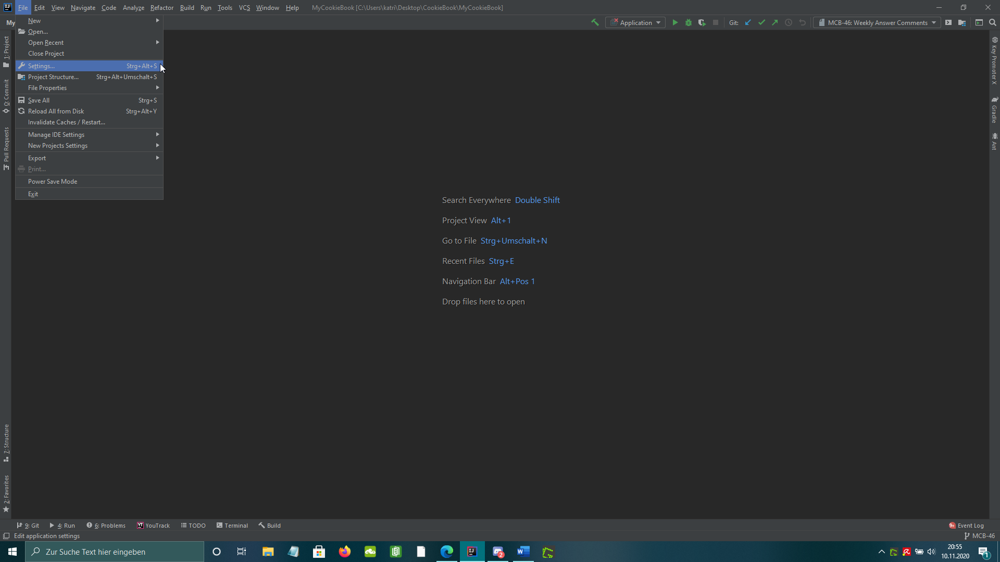 File Edit View Navigate Code Analyze Refactor Build Run Tools VCS Window Help MyCookieBook [C:\Users\katri\Desktop\CookieBook\MyCookieBook]
My
Application
Git:
MCB-46: Weekly Answer Comments
New
Open...
Open Recent
Close Project
Settings... Strg+Alt+S
Project Structure... Strg+Alt+Umschalt+S
File Properties
Save All Strg+S
Reload All from Disk Strg+Alt+Y
Invalidate Caches / Restart...
Manage IDE Settings
New Projects Settings
Export
Print...
Power Save Mode
Exit
1: Project
0: Commit
Pull Requests
7: Structure
2: Favorites
Search Everywhere Double Shift
Project View Alt+1
Go to File Strg+Umschalt+N
Recent Files Strg+E
Navigation Bar Alt+Pos 1
Drop files here to open
Key Promoter X
Gradle
Ant
9: Git 4: Run 6: Problems YouTrack TODO Terminal Build
9+ Event Log
Edit application settings
MCB-46
Zur Suche Text hier eingeben
2
20:55
10.11.2020
1